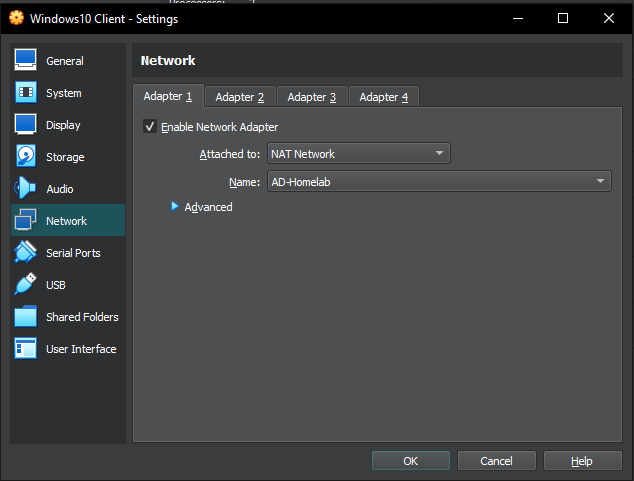 Windows10 Client - Settings
General
System
Display
Storage
Audio
Network
Serial Ports
USB
Shared Folders
User Interface
Network
Adapter 1
Adapter 2
Adapter 3
Adapter 4
Enable Network Adapter
Attached to: NAT Network
Name: AD-Homelab
Advanced
OK
Cancel
Help